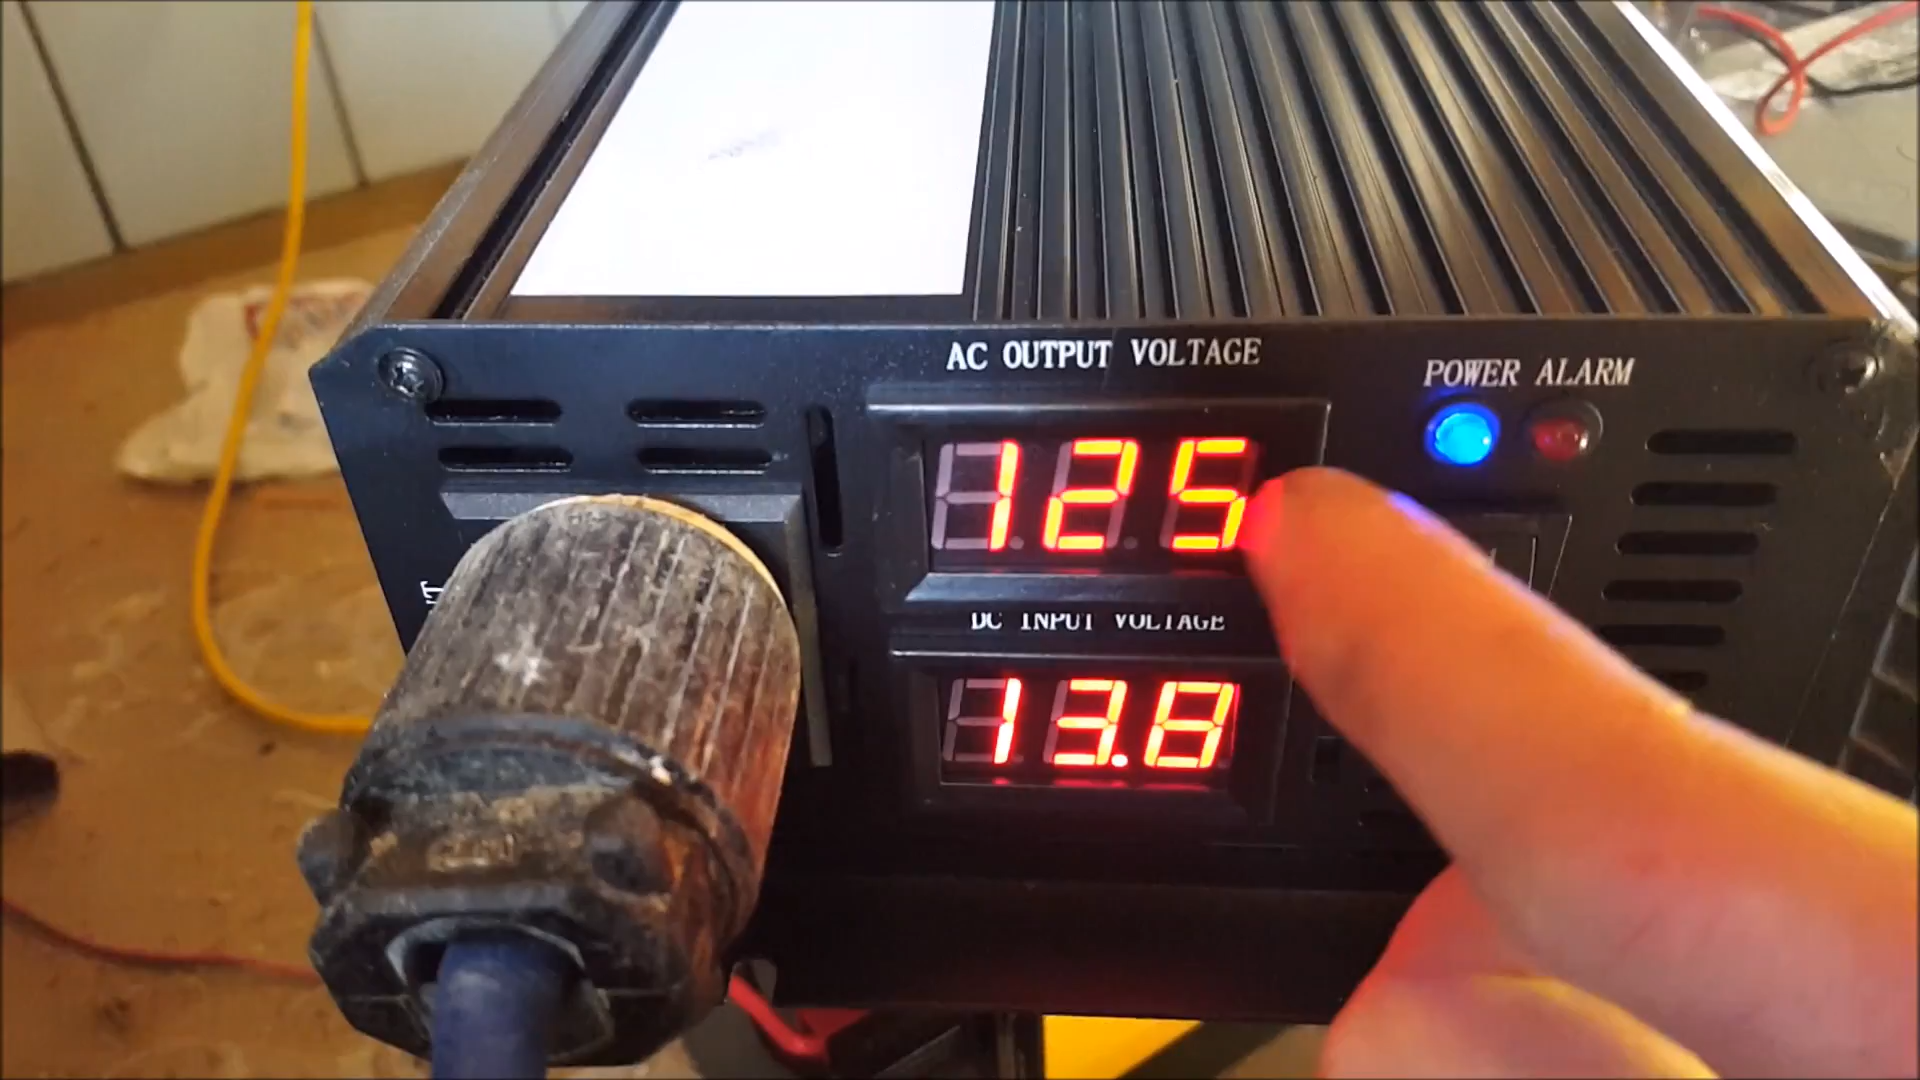 AC OUTPUT VOLTAGE
POWER ALARM
125
DC INPUT VOLTAGE
13.8